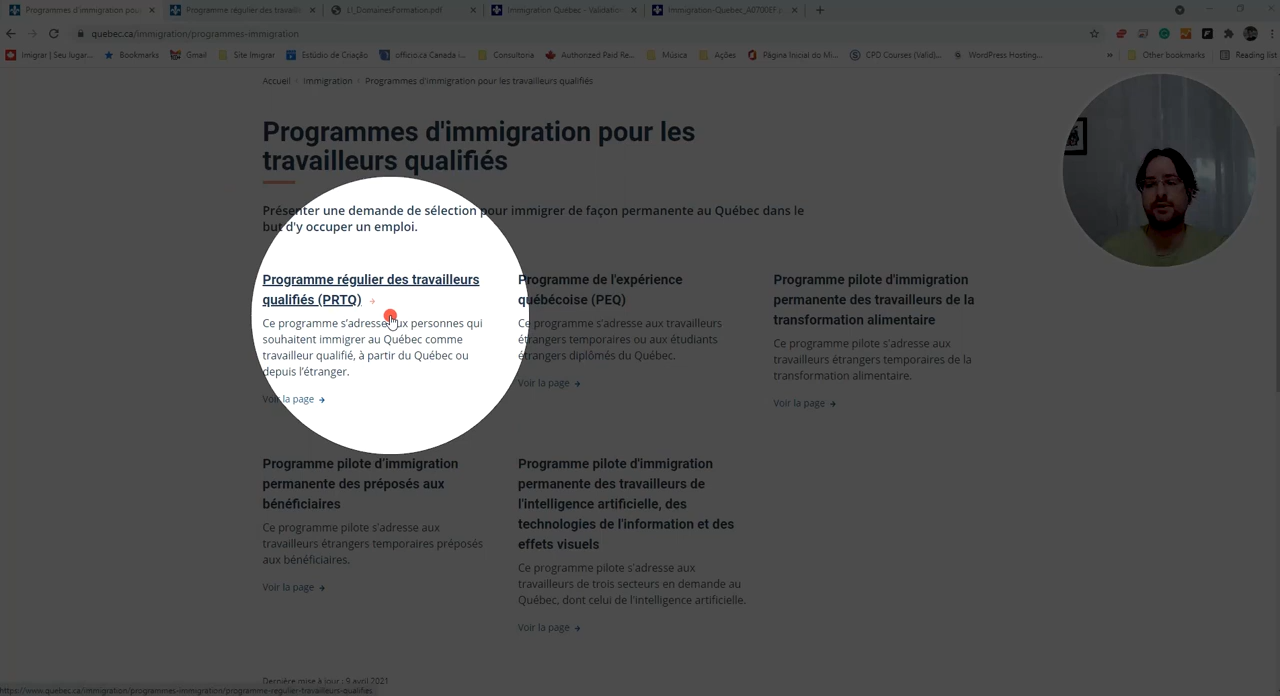 Programmes d'immigration pou
Programme régulier des travaill
LI_DomainesFormation.pdf
Immigration Québec - Validation
Immigration-Quebec_A0700EF
quebec.ca/immigration/programmes-immigration
Imigrar | Seu lugar...
Bookmarks
Gmail
Site Imigrar
Estúdio de Criação
officio.ca Canada I...
Consultoria
Authorized Paid Re...
Música
Ações
Página Inicial do Mi...
CPD Courses (Valid)...
WordPress Hosting...
Other bookmarks
Reading list
Accueil
Immigration
Programmes d'immigration pour les travailleurs qualifiés
Programmes d'immigration pour les
travailleurs qualifiés
Présenter une demande de sélection pour immigrer de façon permanente au Québec dans le
but d'y occuper un emploi.
Programme régulier des travailleurs
qualifiés (PRTQ)
Ce programme s'adresse aux personnes qui
souhaitent immigrer au Québec comme
travailleur qualifié, à partir du Québec ou
depuis l'étranger.
Voir la page
Programme de l'expérience
québécoise (PEQ)
Ce programme s'adresse aux travailleurs
étrangers temporaires ou aux étudiants
étrangers diplômés du Québec.
Voir la page
Programme pilote d'immigration
permanente des travailleurs de la
transformation alimentaire
Ce programme pilote s'adresse aux
travailleurs étrangers temporaires de la
transformation alimentaire.
Voir la page
Programme pilote d'immigration
permanente des préposés aux
bénéficiaires
Ce programme pilote s'adresse aux
travailleurs étrangers temporaires préposés
aux bénéficiaires.
Voir la page
Programme pilote d'immigration
permanente des travailleurs de
l'intelligence artificielle, des
technologies de l'information et des
effets visuels
Ce programme pilote s'adresse aux
travailleurs de trois secteurs en demande au
Québec, dont celui de l'intelligence artificielle.
Voir la page
Dernière mise à jour : 9 avril 2021
https://www.quebec.ca/immigration/programmes-immigration/programme-regulier-travailleurs-qualifies